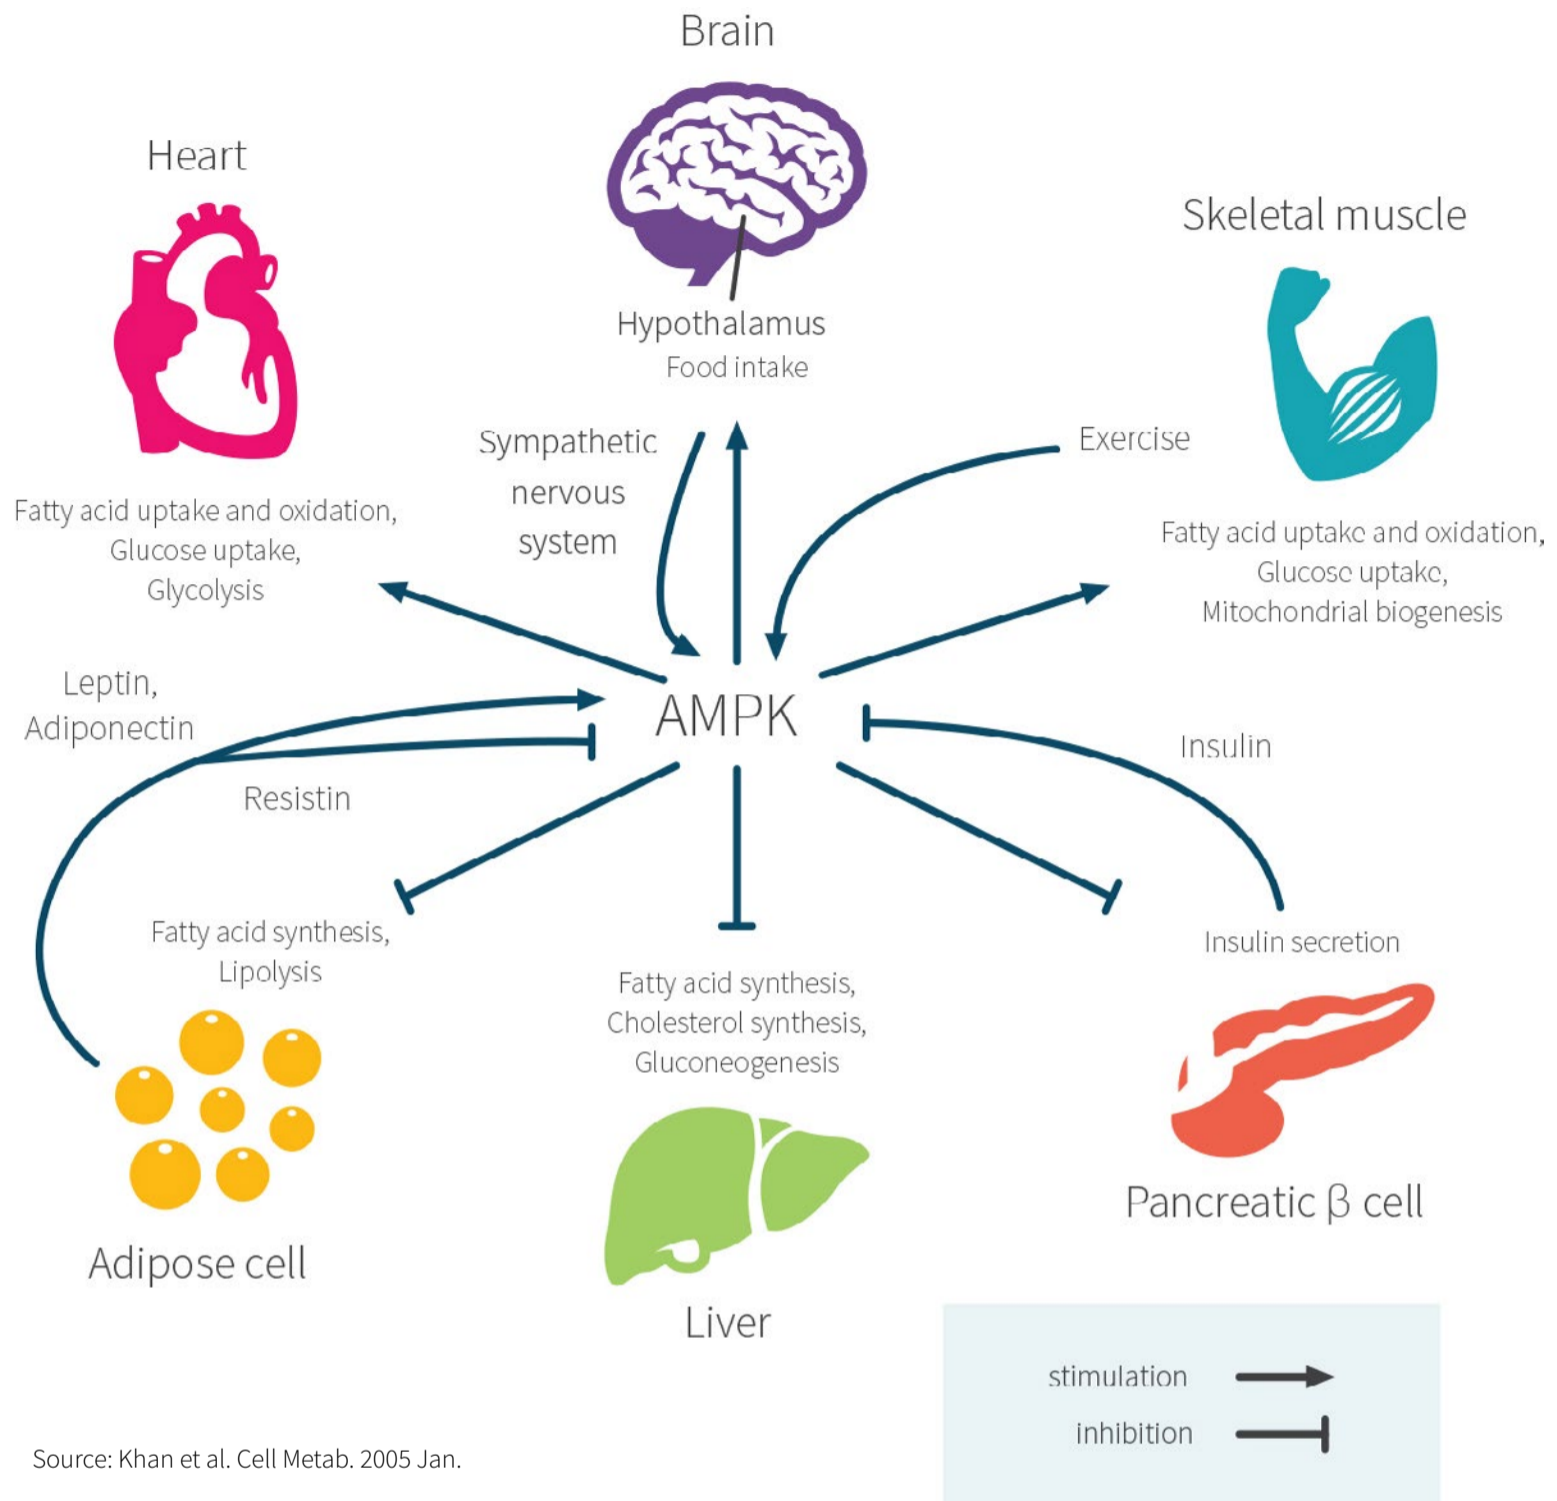 Brain
Heart
Skeletal muscle
Hypothalamus
Food intake
Sympathetic
nervous
system
Exercise
Fatty acid uptake and oxidation,
Glucose uptake,
Glycolysis
Fatty acid uptake and oxidation,
Glucose uptake,
Mitochondrial biogenesis
Leptin,
Adiponectin
AMPK
Insulin
Resistin
Fatty acid synthesis,
Lipolysis
Fatty acid synthesis,
Cholesterol synthesis,
Gluconeogenesis
Insulin secretion
Adipose cell
Liver
Pancreatic β cell
stimulation
inhibition
Source: Khan et al. Cell Metab. 2005 Jan.